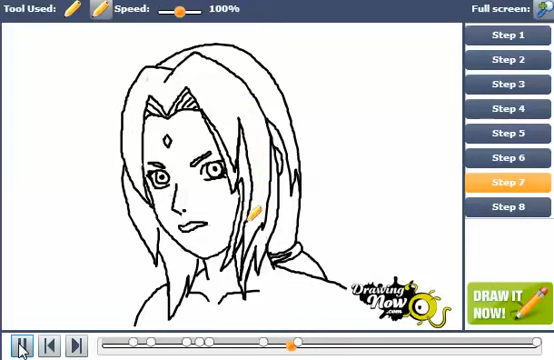 Tool Used:
Speed:
100%
Full screen:
Step 1
Step 2
Step 3
Step 4
Step 5
Step 6
Step 7
Step 8
Drawing
Now.com
DRAW IT
NOW!